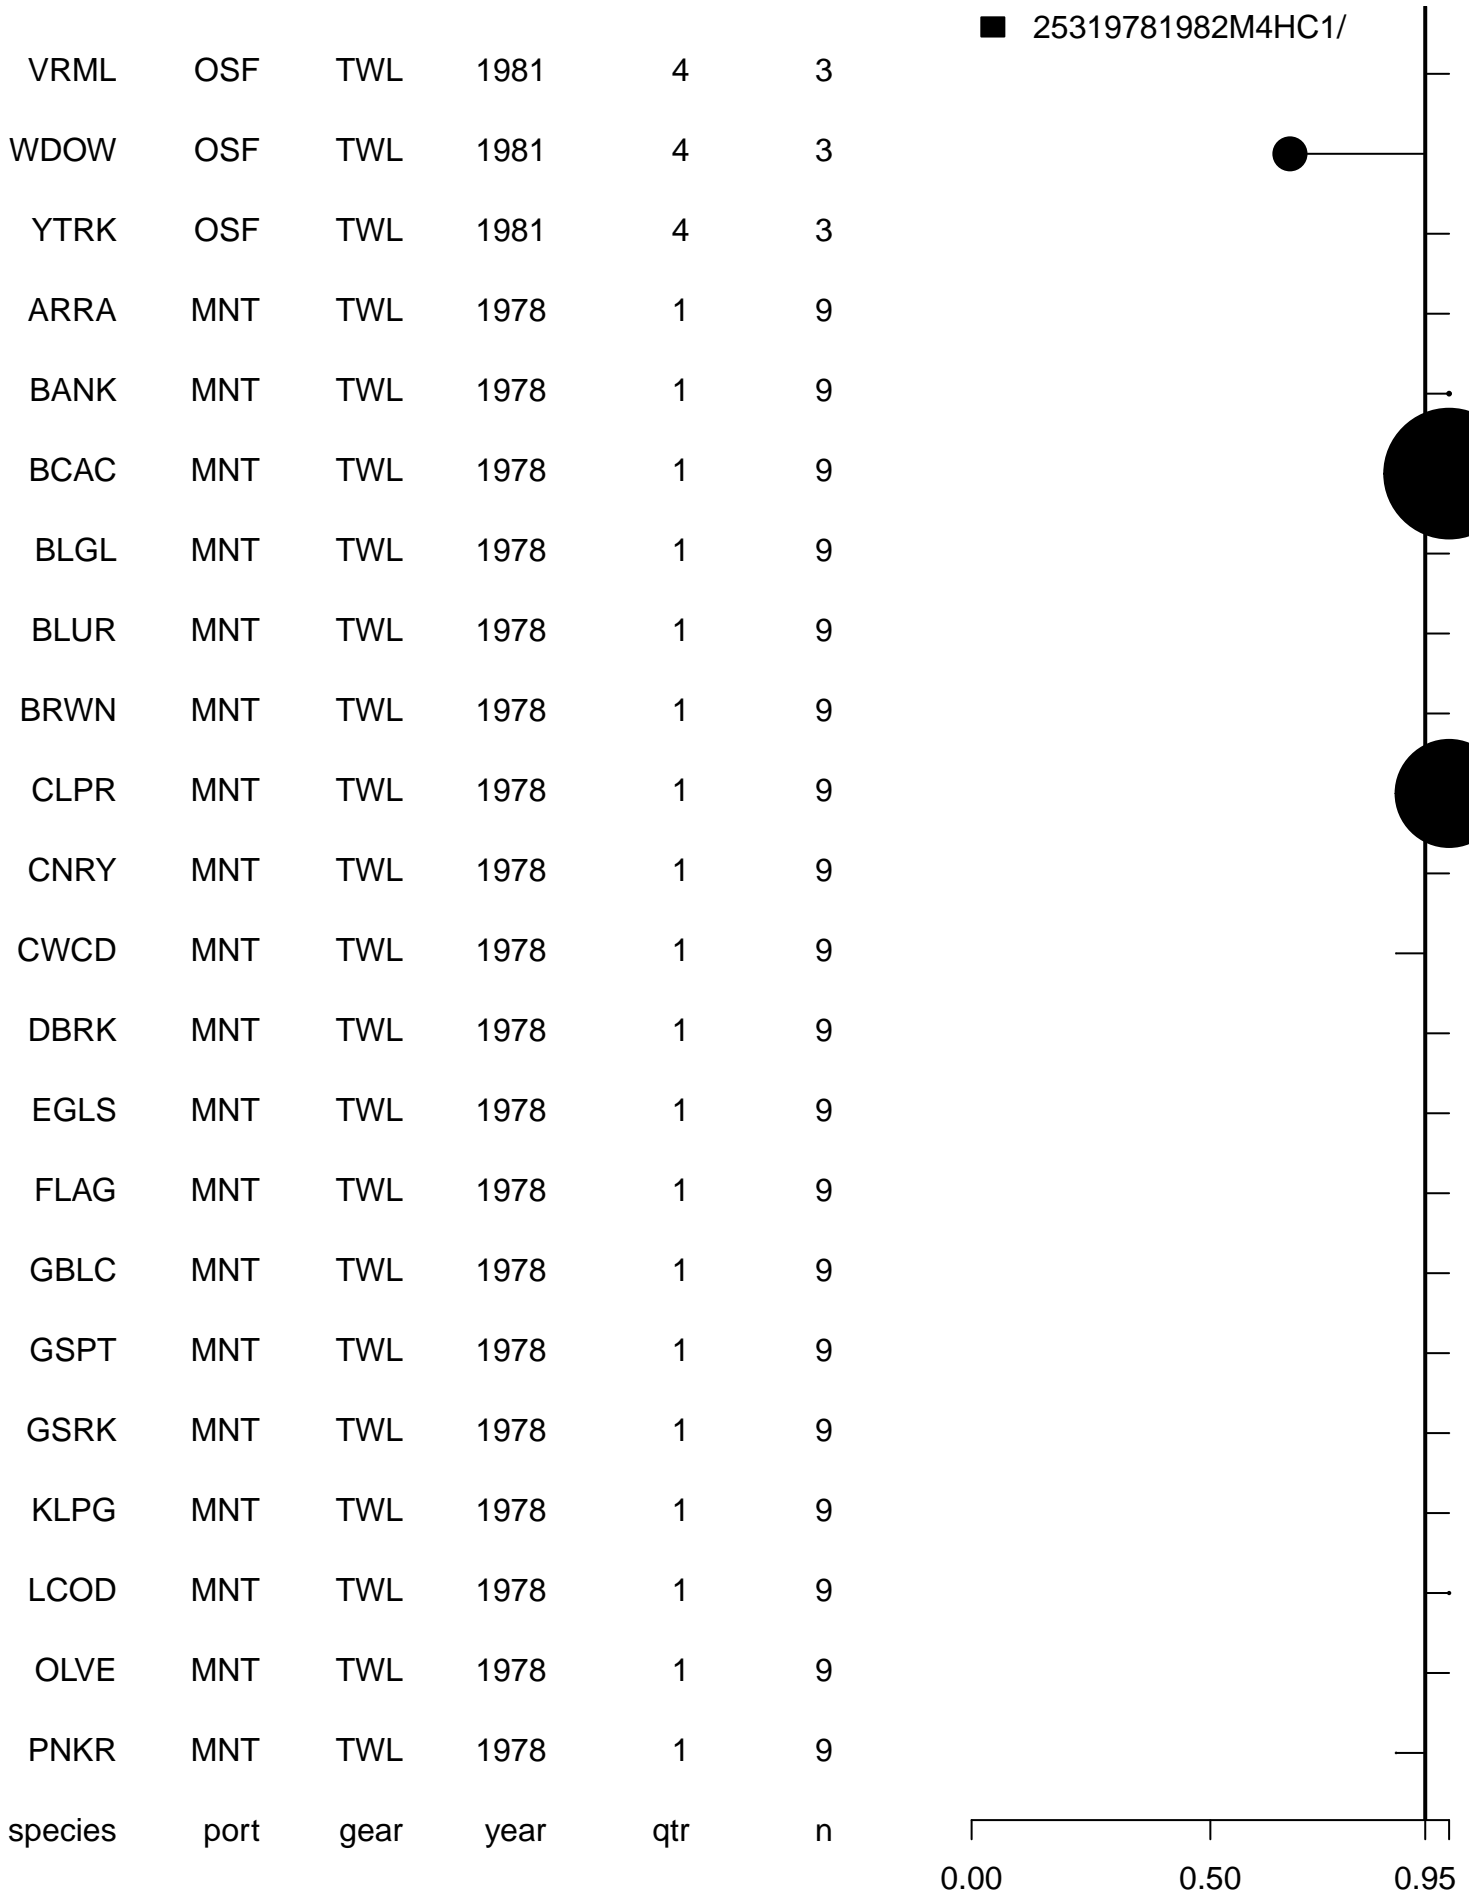 25319781982M4HC1/
VRML OSF TWL 1981 4 3
WDOW OSF TWL 1981 4 3
YTRK OSF TWL 1981 4 3
ARRA MNT TWL 1978 1 9
BANK MNT TWL 1978 1 9
BCAC MNT TWL 1978 1 9
BLGL MNT TWL 1978 1 9
BLUR MNT TWL 1978 1 9
BRWN MNT TWL 1978 1 9
CLPR MNT TWL 1978 1 9
CNRY MNT TWL 1978 1 9
CWCD MNT TWL 1978 1 9
DBRK MNT TWL 1978 1 9
EGLS MNT TWL 1978 1 9
FLAG MNT TWL 1978 1 9
GBLC MNT TWL 1978 1 9
GSPT MNT TWL 1978 1 9
GSRK MNT TWL 1978 1 9
KLPG MNT TWL 1978 1 9
LCOD MNT TWL 1978 1 9
OLVE MNT TWL 1978 1 9
PNKR MNT TWL 1978 1 9
species port gear year qtr n
0.00 0.50 0.95